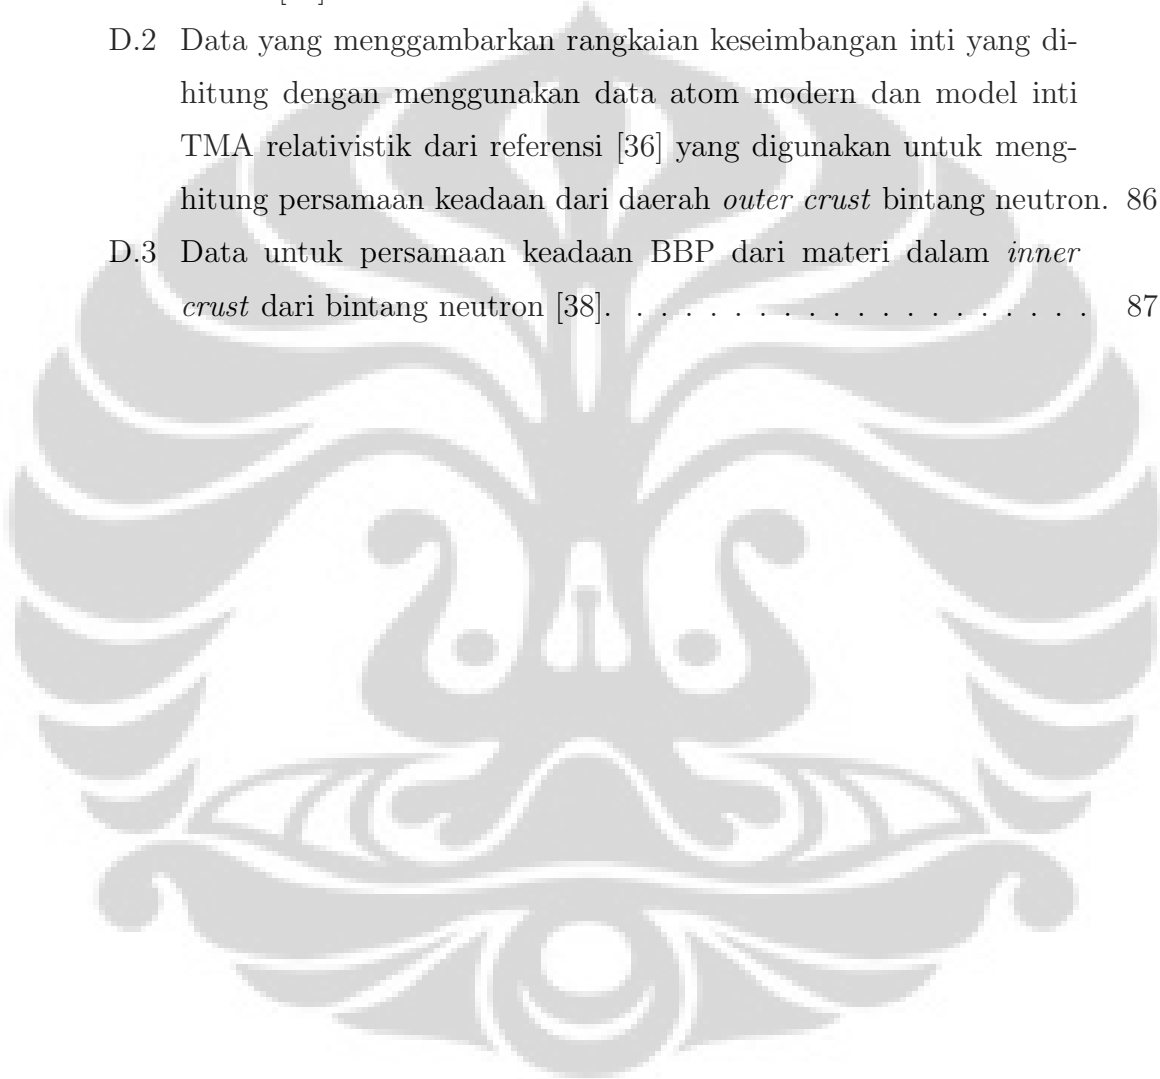 D.2 Data yang menggambarkan rangkaian keseimbangan inti yang di-
hitung dengan menggunakan data atom modern dan model inti
TMA relativistik dari referensi [36] yang digunakan untuk meng-
hitung persamaan keadaan dari daerah outer crust bintang neutron. 86
D.3 Data untuk persamaan keadaan BBP dari materi dalam inner
crust dari bintang neutron [38]. . . . . . . . . . . . . . . . . . . . 87